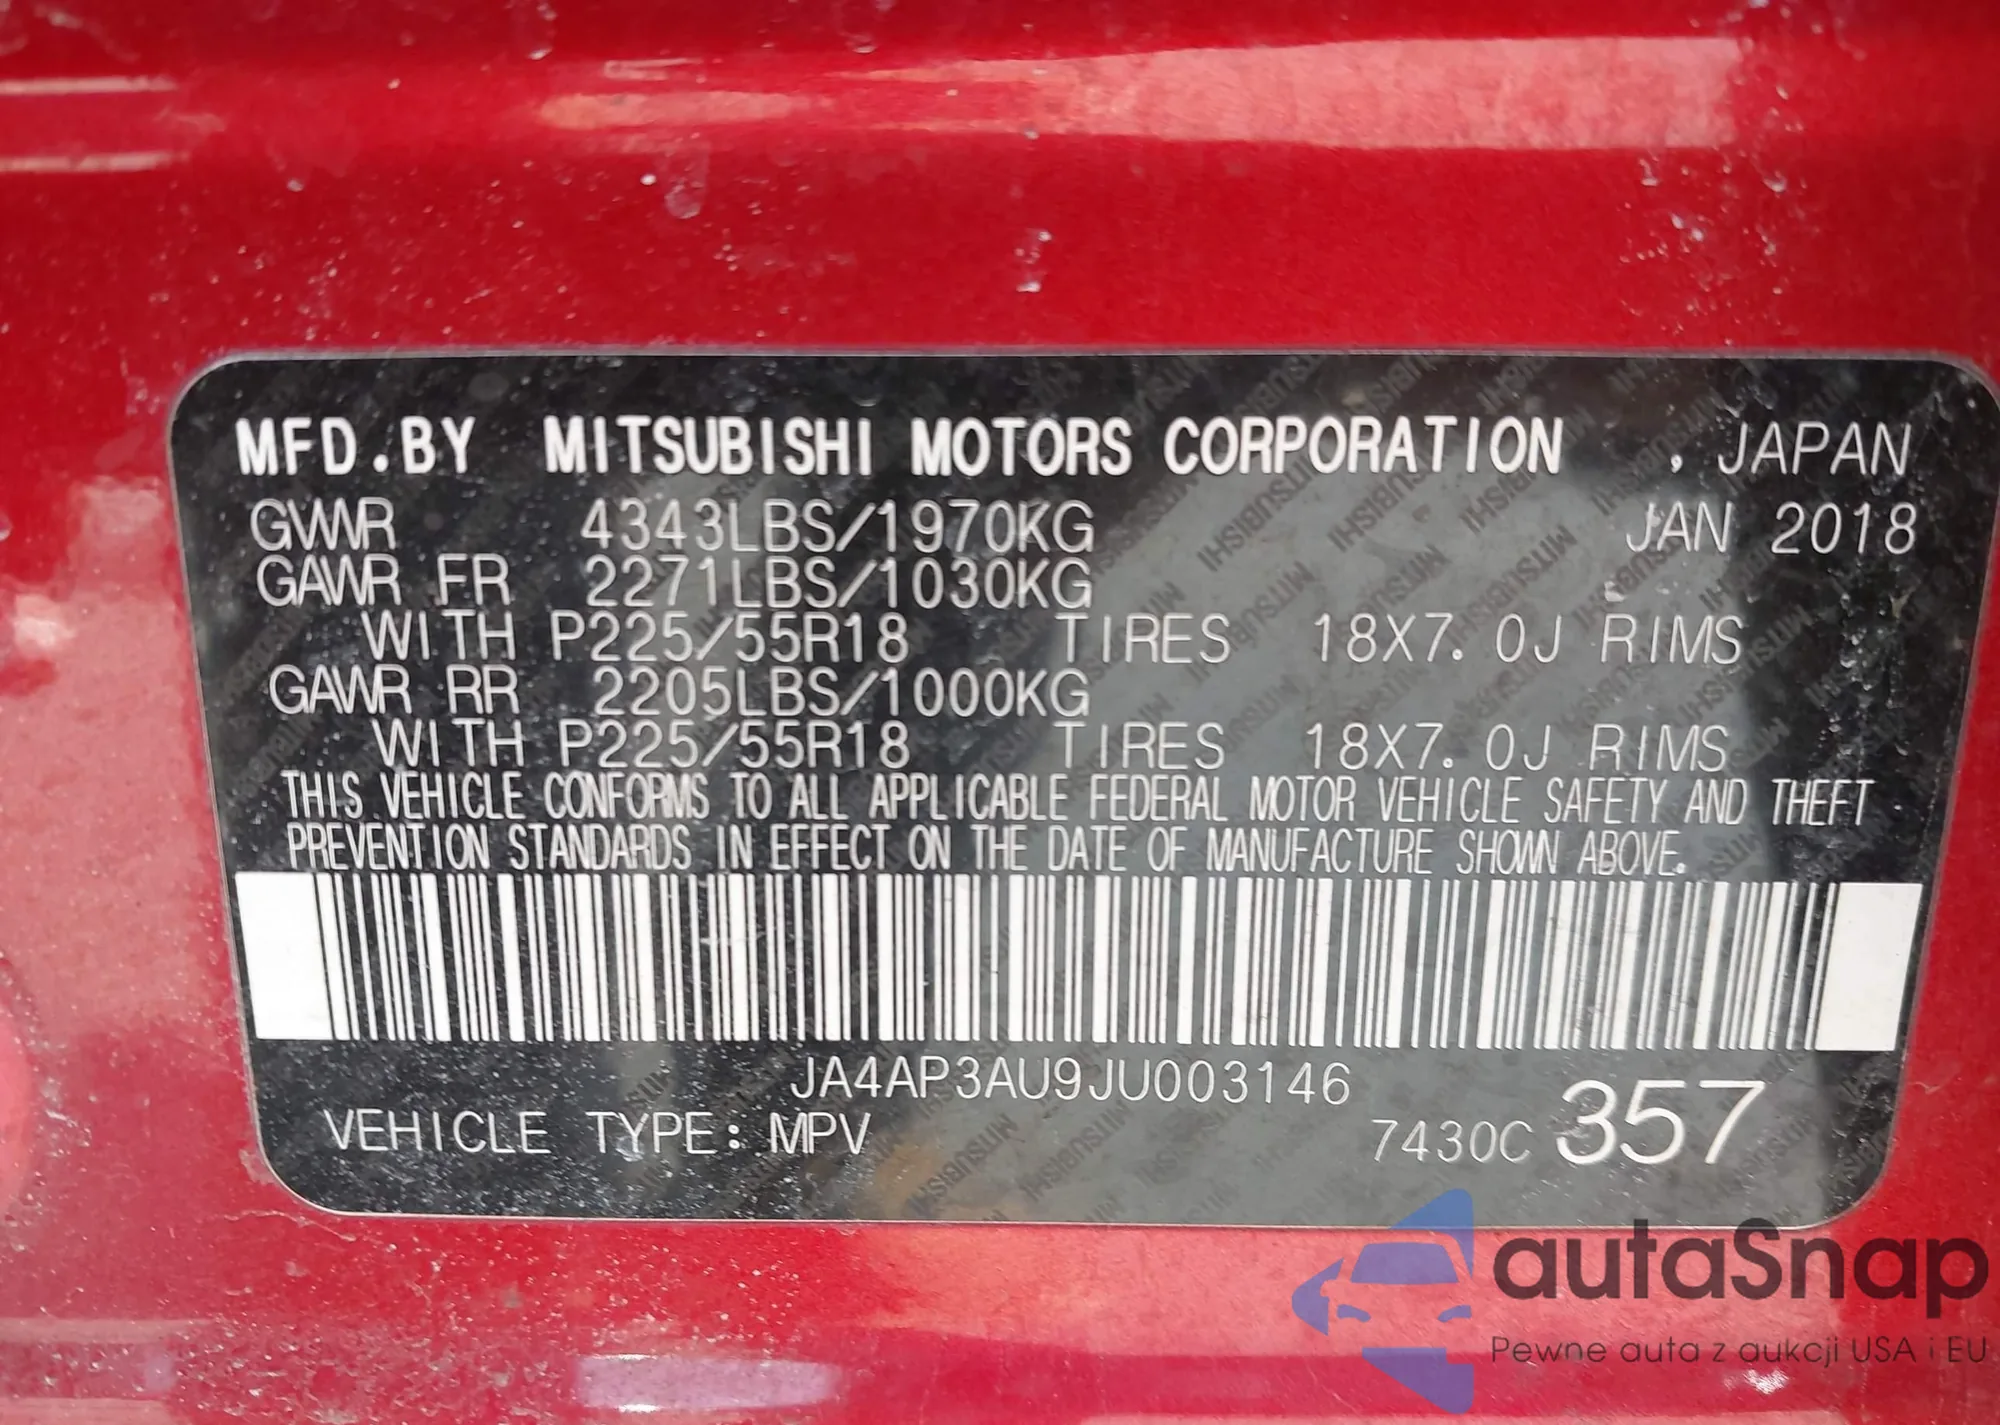 MFD.BY MITSUBISHI MOTORS CORPORATION , JAPAN
GVWR 4343LBS/1970KG JAN 2018
GAWR FR 2271LBS/1030KG
WITH P225/55R18 TIRES 18X7.0J RIMS
GAWR RR 2205LBS/1000KG
WITH P225/55R18 TIRES 18X7.0J RIMS
THIS VEHICLE CONFORMS TO ALL APPLICABLE FEDERAL MOTOR VEHICLE SAFETY AND THEFT
PREVENTION STANDARDS IN EFFECT ON THE DATE OF MANUFACTURE SHOWN ABOVE.
JA4AP3AU9JU003146
VEHICLE TYPE: MPV 7430C 357
autaSnap
Pewne auta z aukcji USA i EU